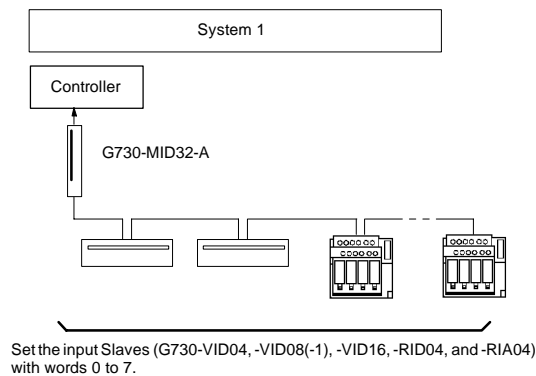 System 1
Controller
G730-MID32-A
Set the input Slaves (G730-VID04, -VID08(-1), -VID16, -RID04, and -RIA04)
with words 0 to 7.